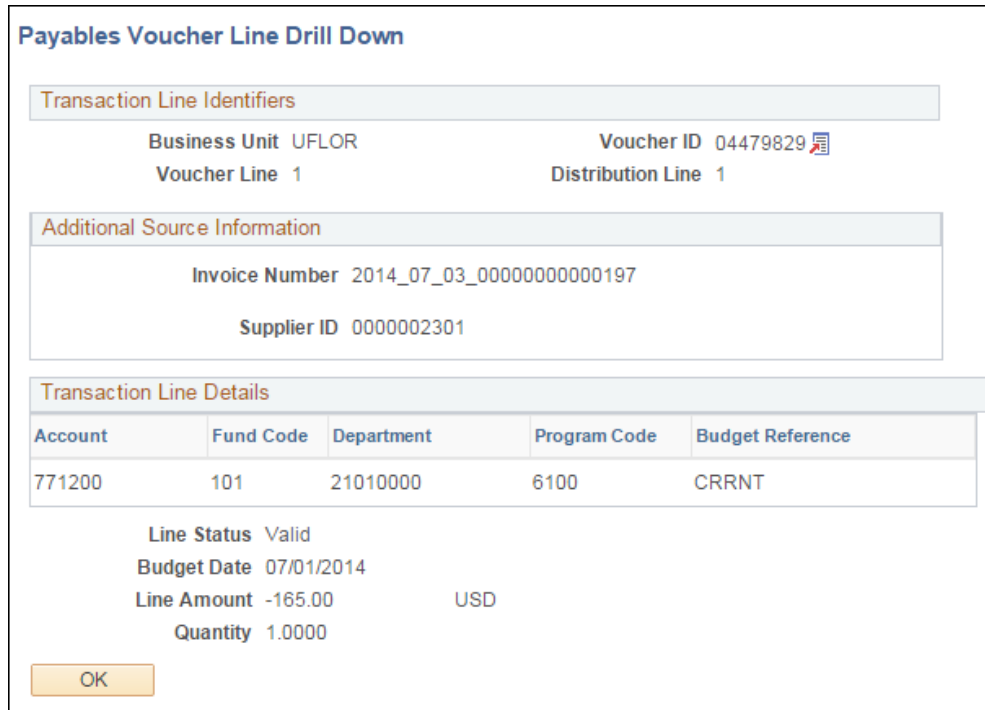 Payables Voucher Line Drill Down
Transaction Line Identifiers
Business Unit UFLOR Voucher ID 04479829
Voucher Line 1 Distribution Line 1
Additional Source Information
Invoice Number 2014_07_03_00000000000197
Supplier ID 0000002301
Transaction Line Details
Account Fund Code Department Program Code Budget Reference
771200 101 21010000 6100 CRRNT
Line Status Valid
Budget Date 07/01/2014
Line Amount -165.00 USD
Quantity 1.0000
OK